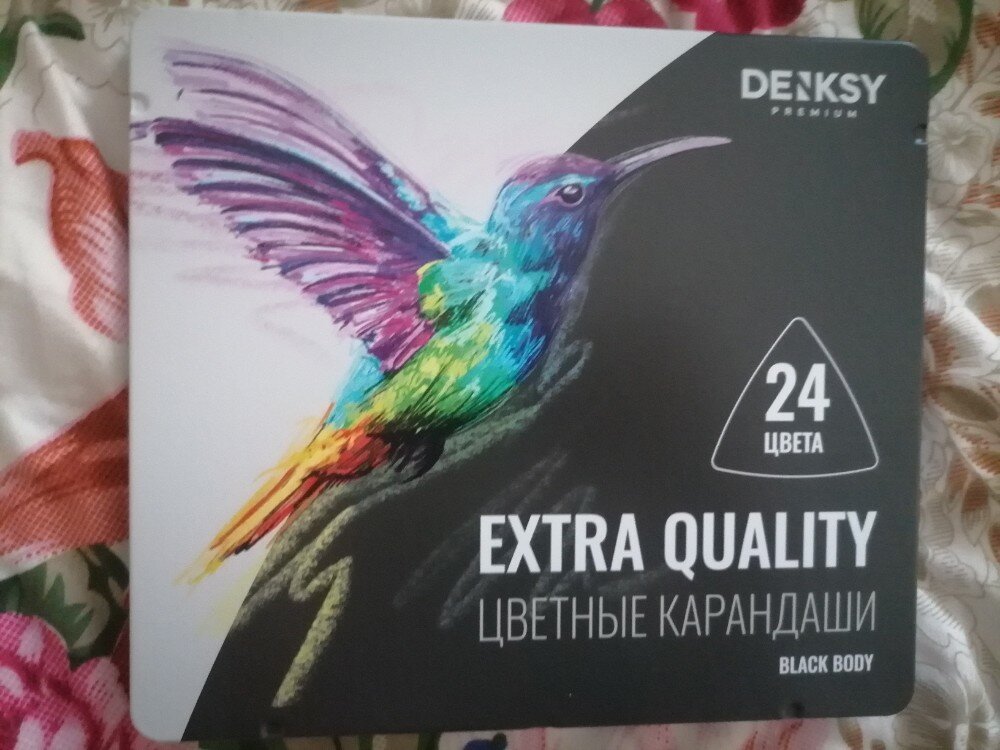 DENKSY
PREMIUM
24
ЦВЕТА
EXTRA QUALITY
ЦВЕТНЫЕ КАРАНДАШИ
BLACK BODY